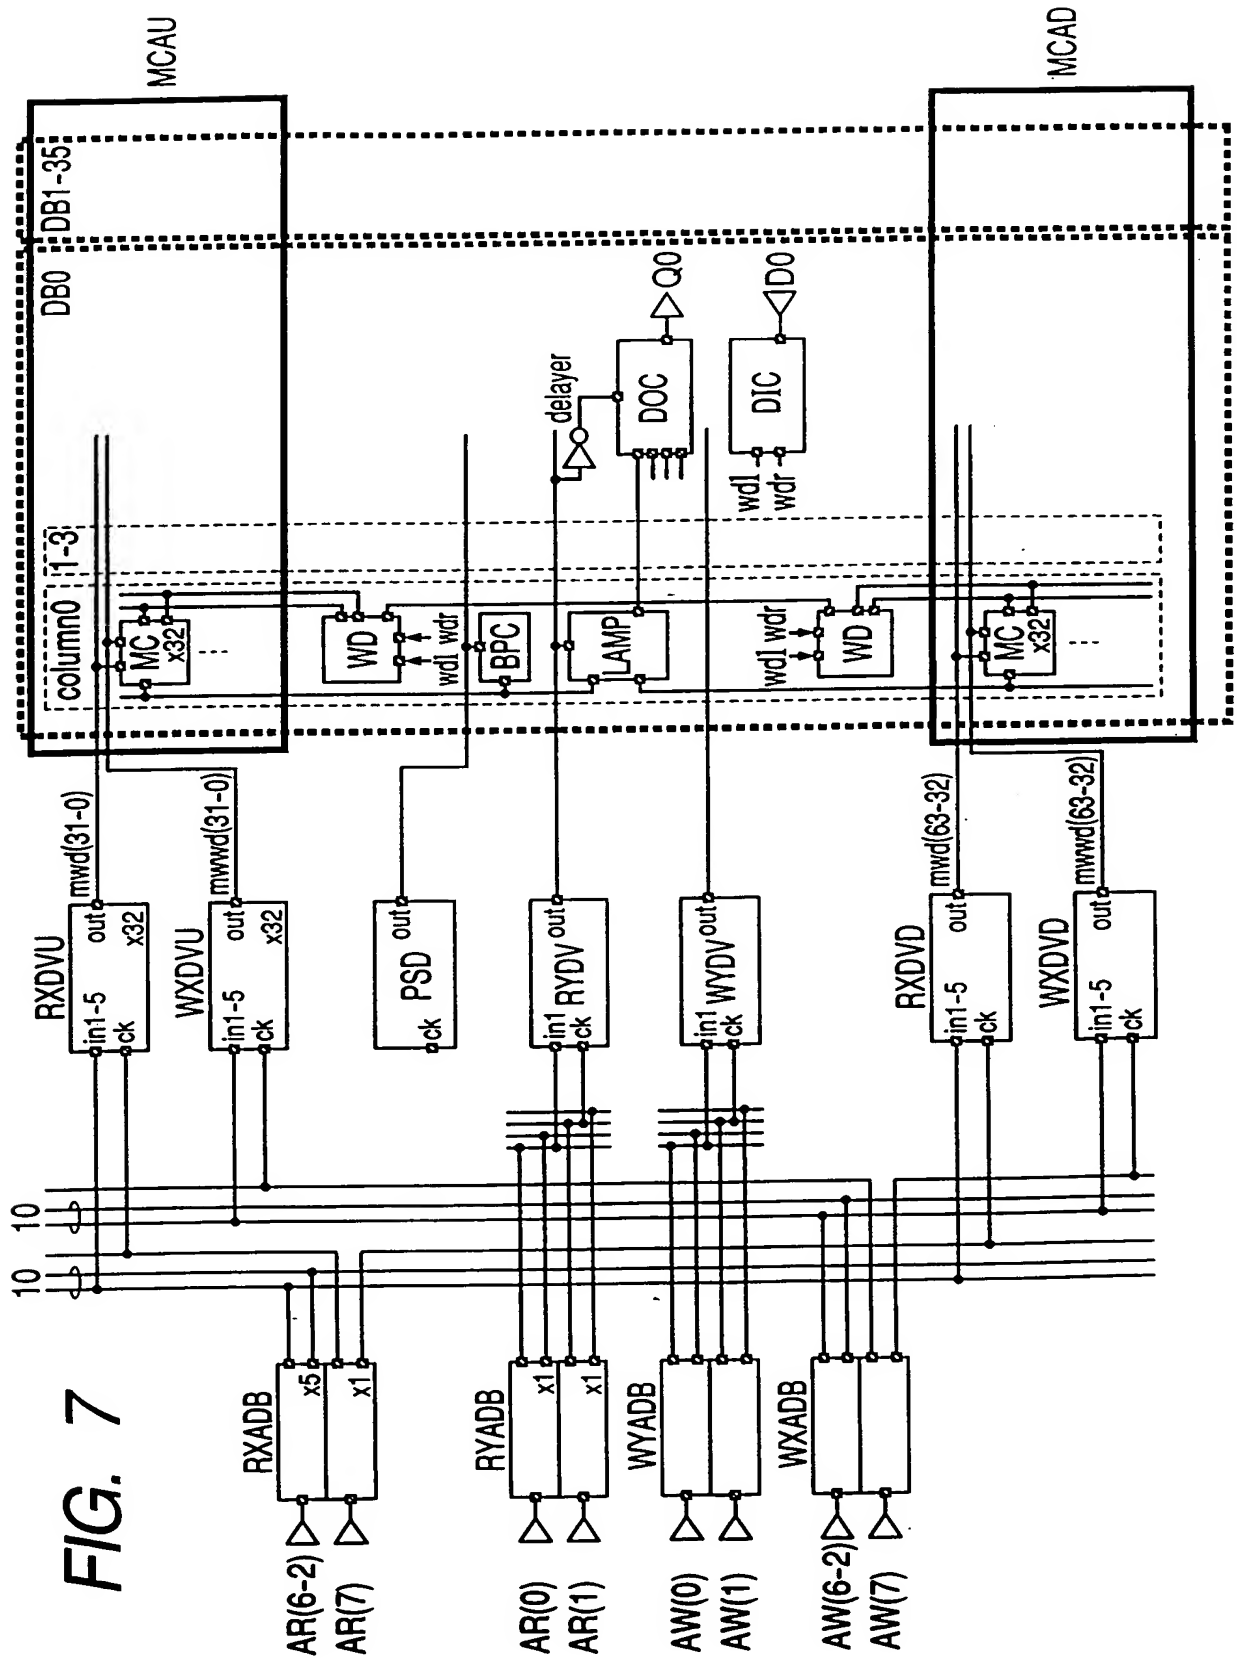 FIG. 7
MCAU
MCAD
DB1-35
DB0
column0 1-3
MC
x32
WD
wdl wdr
BPC
LAMP
wdl wdr
WD
MC
x32
delayer
DOC
Q0
DIC
D0
wdl
wdr
mwd(31-0)
mwwd(31-0)
mwd(63-32)
mwwd(63-32)
RXDVU
in1-5
ck
out
x32
WXDVU
in1-5
ck
out
x32
PSD
ck
out
RYDV
in1
ck
out
WYDV
in1
ck
out
RXDVD
in1-5
ck
out
WXDVD
in1-5
ck
out
10
10
RXADB
x5
x1
RYADB
x1
x1
WYADB
WXADB
AR(6-2)
AR(7)
AR(0)
AR(1)
AW(0)
AW(1)
AW(6-2)
AW(7)